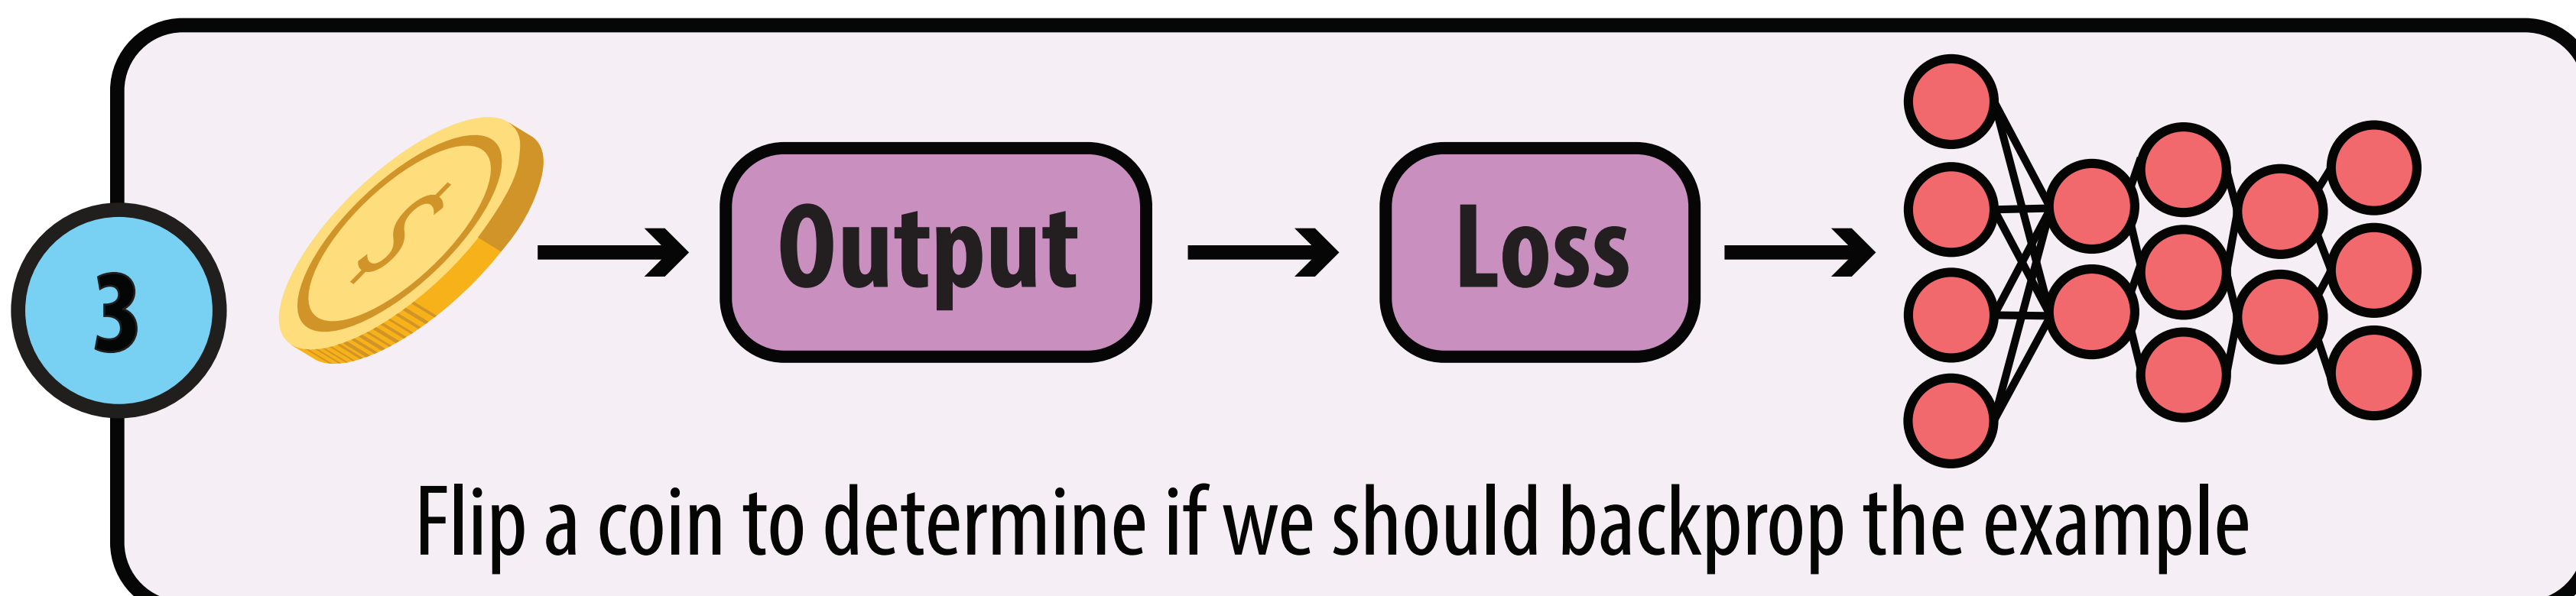 3
$
Output
Loss
Flip a coin to determine if we should backprop the example